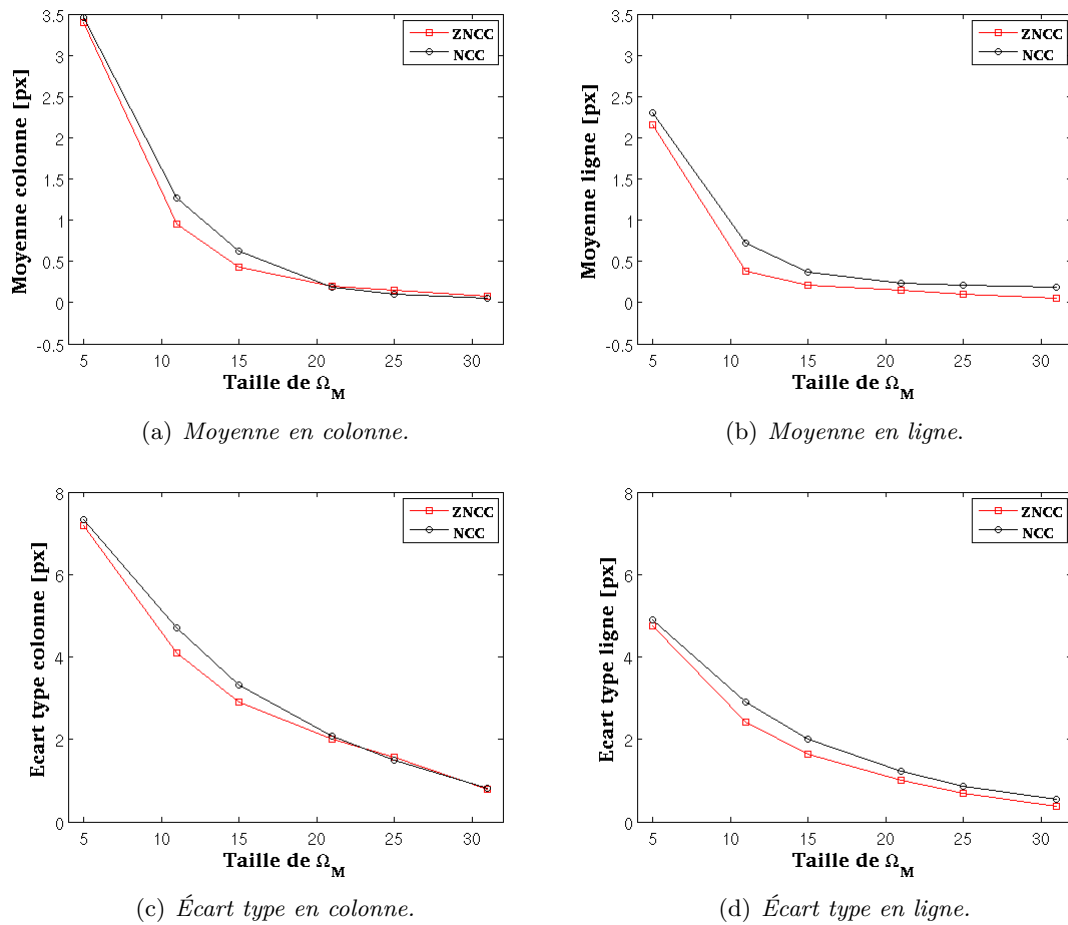 3.5
3
2.5
2
1.5
1
0.5
0
-0.5
Moyenne colonne [px]
5
10
15
20
25
30
Taille de Ω_M
ZNCC
NCC
(a) Moyenne en colonne.
3.5
3
2.5
2
1.5
1
0.5
0
-0.5
Moyenne ligne [px]
5
10
15
20
25
30
Taille de Ω_M
ZNCC
NCC
(b) Moyenne en ligne.
8
6
4
2
0
Ecart type colonne [px]
5
10
15
20
25
30
Taille de Ω_M
ZNCC
NCC
(c) Écart type en colonne.
8
6
4
2
0
Ecart type ligne [px]
5
10
15
20
25
30
Taille de Ω_M
ZNCC
NCC
(d) Écart type en ligne.